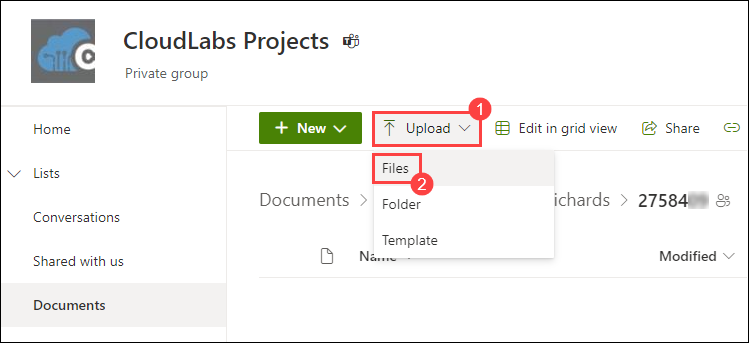 CloudLabs Projects
Private group
Home
Lists
Conversations
Shared with us
Documents
+ New
1
Upload
Edit in grid view
Share
Files
2
Folder
Template
Documents > ichards > 27584
Name
Modified